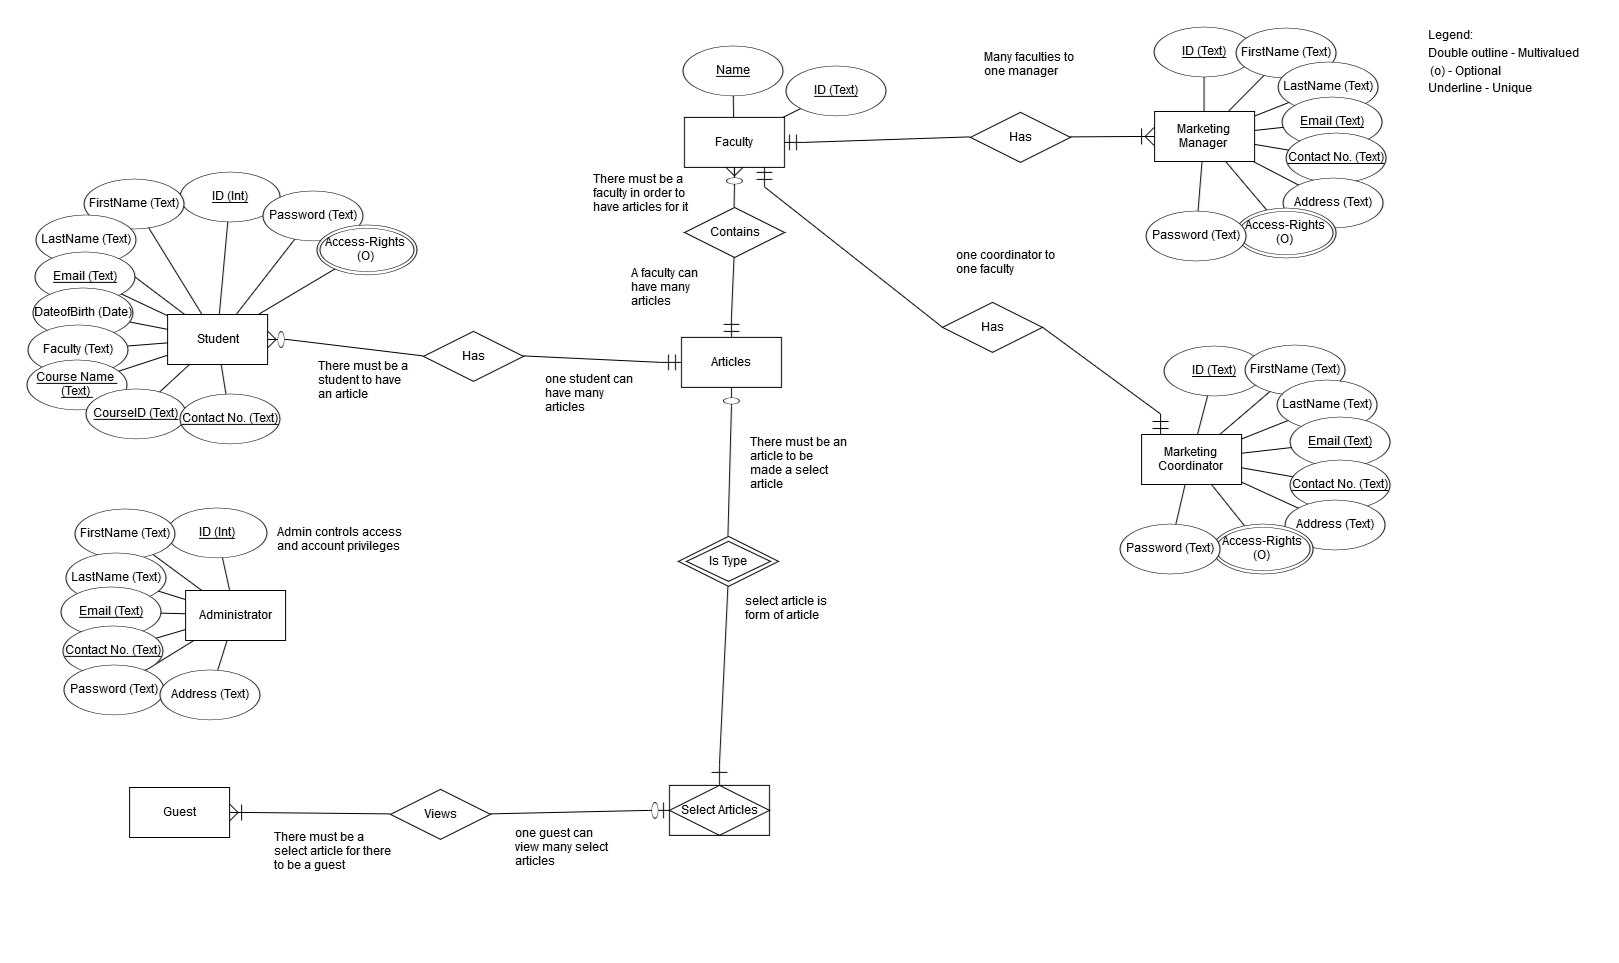 Legend:
Double outline - Multivalued
(o) - Optional
Underline - Unique
Name
ID (Text)
Faculty
Many faculties to
one manager
Has
ID (Text)
FirstName (Text)
LastName (Text)
Email (Text)
Contact No. (Text)
Address (Text)
Access-Rights
(O)
Password (Text)
Marketing
Manager
There must be a
faculty in order to
have articles for it
Contains
A faculty can
have many
articles
one coordinator to
one faculty
Has
ID (Int)
FirstName (Text)
Password (Text)
Access-Rights
(O)
LastName (Text)
Email (Text)
DateofBirth (Date)
Faculty (Text)
Course Name
(Text)
CourseID (Text)
Contact No. (Text)
Student
There must be a
student to have
an article
Has
one student can
have many
articles
Articles
ID (Text)
FirstName (Text)
LastName (Text)
Email (Text)
Contact No. (Text)
Address (Text)
Access-Rights
(O)
Password (Text)
Marketing
Coordinator
There must be an
article to be
made a select
article
Is Type
select article is
form of article
FirstName (Text)
ID (Int)
Admin controls access
and account privileges
LastName (Text)
Email (Text)
Contact No. (Text)
Password (Text)
Address (Text)
Administrator
Guest
There must be a
select article for there
to be a guest
Views
one guest can
view many select
articles
Select Articles